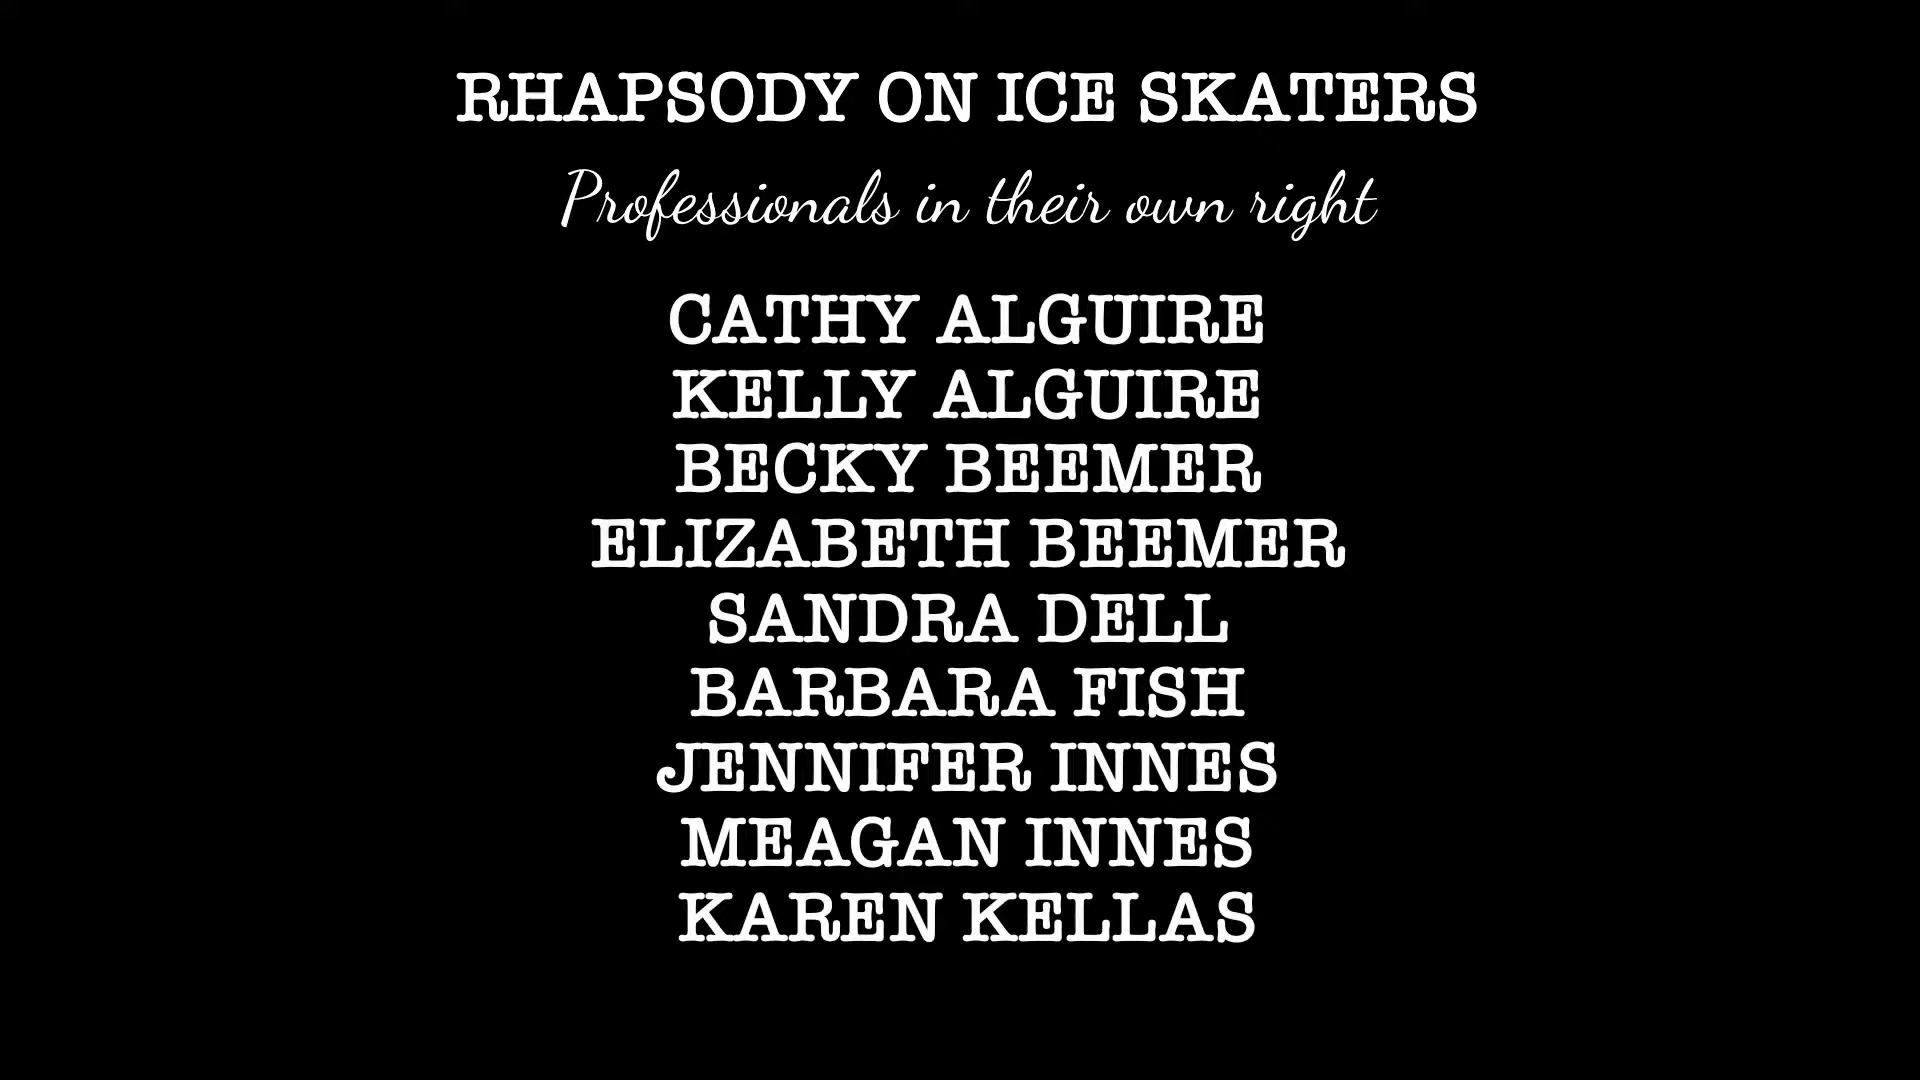 RHAPSODY ON ICE SKATERS
Professionals in their own right
CATHY ALGUIRE
KELLY ALGUIRE
BECKY BEEMER
ELIZABETH BEEMER
SANDRA DELL
BARBARA FISH
JENNIFER INNES
MEAGAN INNES
KAREN KELLAS